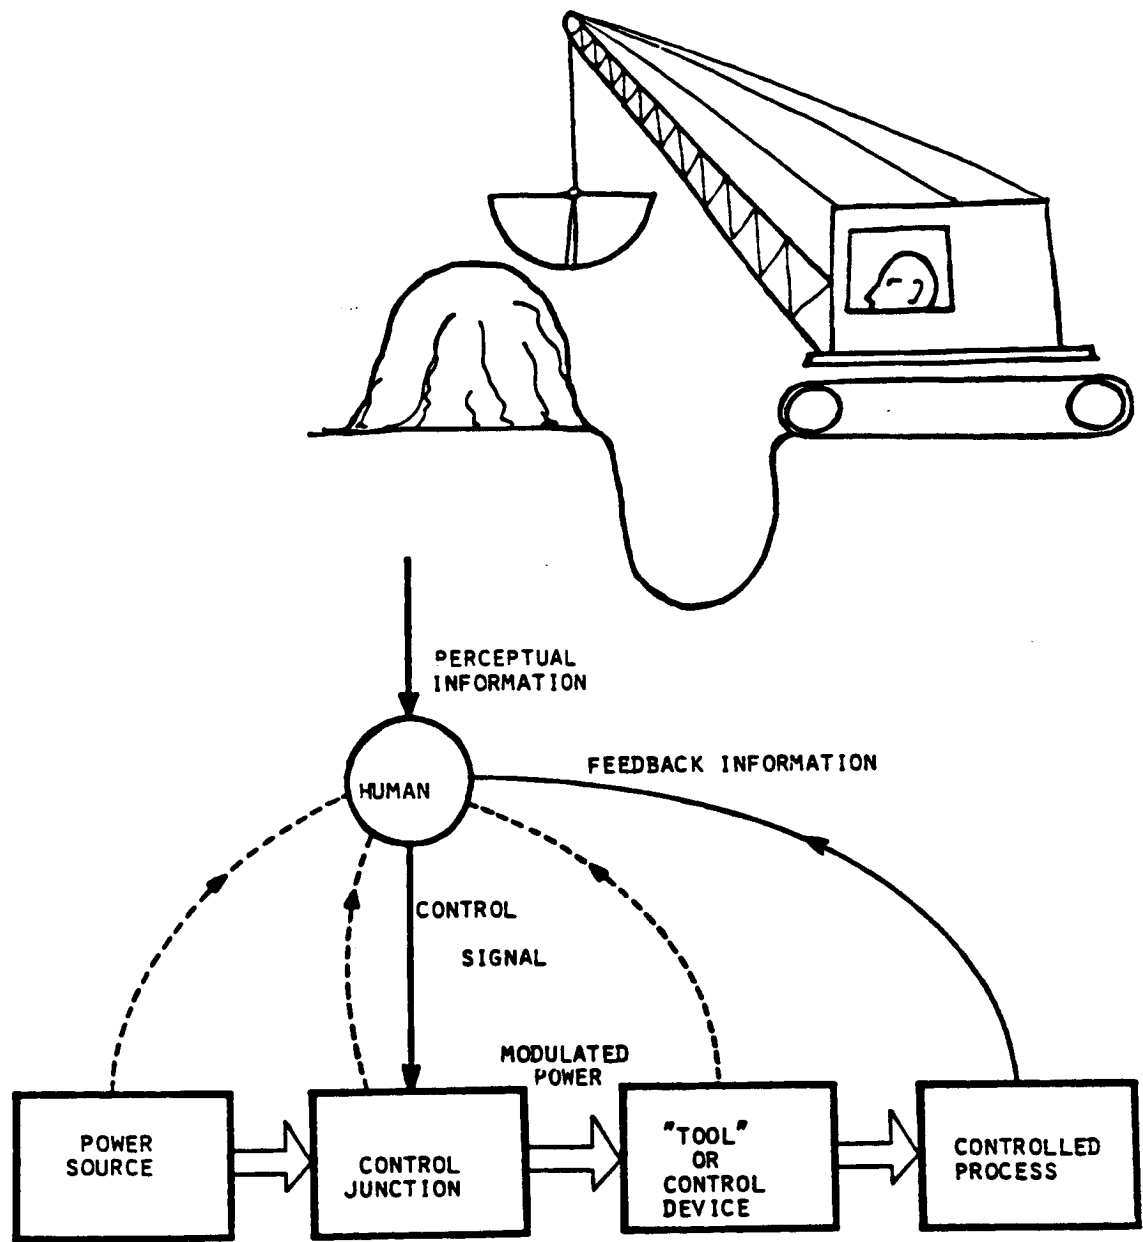 PERCEPTUAL
INFORMATION
FEEDBACK INFORMATION
HUMAN
CONTROL
SIGNAL
MODULATED
POWER
POWER
SOURCE
CONTROL
JUNCTION
"TOOL"
OR
CONTROL
DEVICE
CONTROLLED
PROCESS